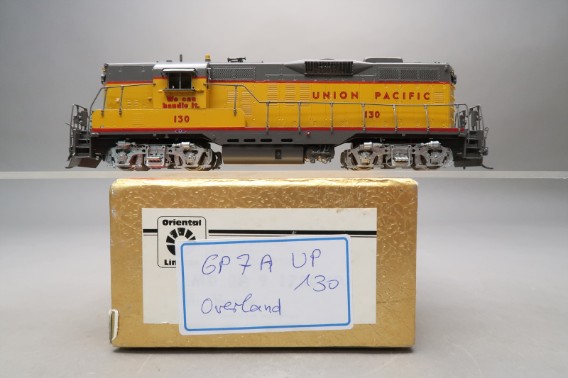 We can
handle it.
UNION PACIFIC
130
130
Oriental
Lim
GP7A UP
130
Overland